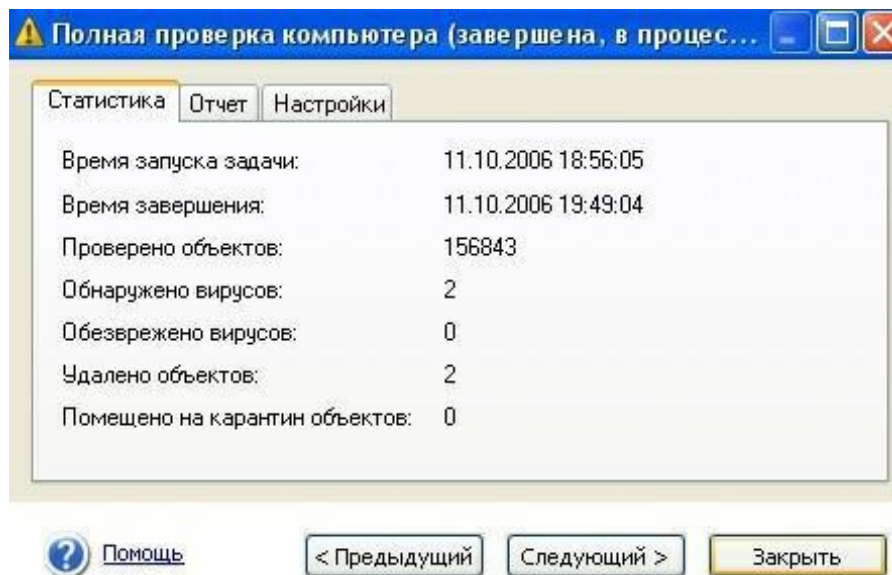 Полная проверка компьютера (завершена, в процес...
Статистика Отчет Настройки
Время запуска задачи: 11.10.2006 18:56:05
Время завершения: 11.10.2006 19:49:04
Проверено объектов: 156843
Обнаружено вирусов: 2
Обезврежено вирусов: 0
Удалено объектов: 2
Помещено на карантин объектов: 0
Помощь < Предыдущий Следующий > Закрыть